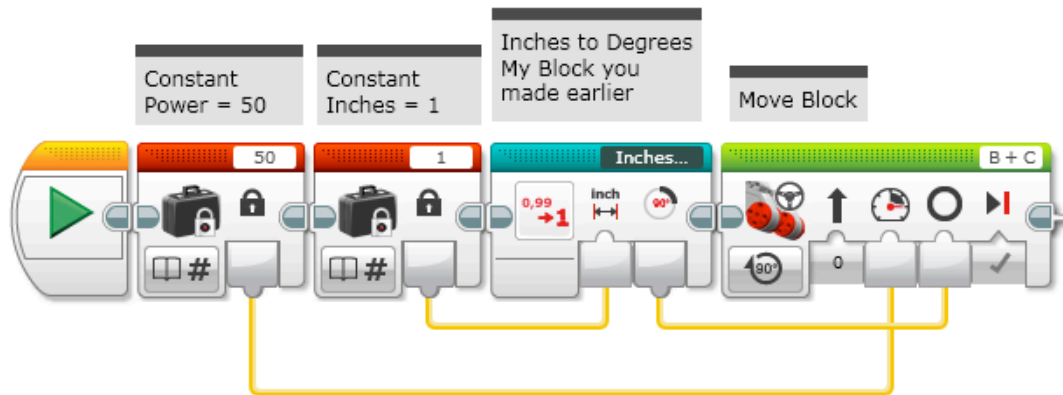 Constant
Power = 50
Constant
Inches = 1
Inches to Degrees
My Block you
made earlier
Move Block
50
1
Inches...
B + C
0,99
→1
inch
90°
#
#
90°
0